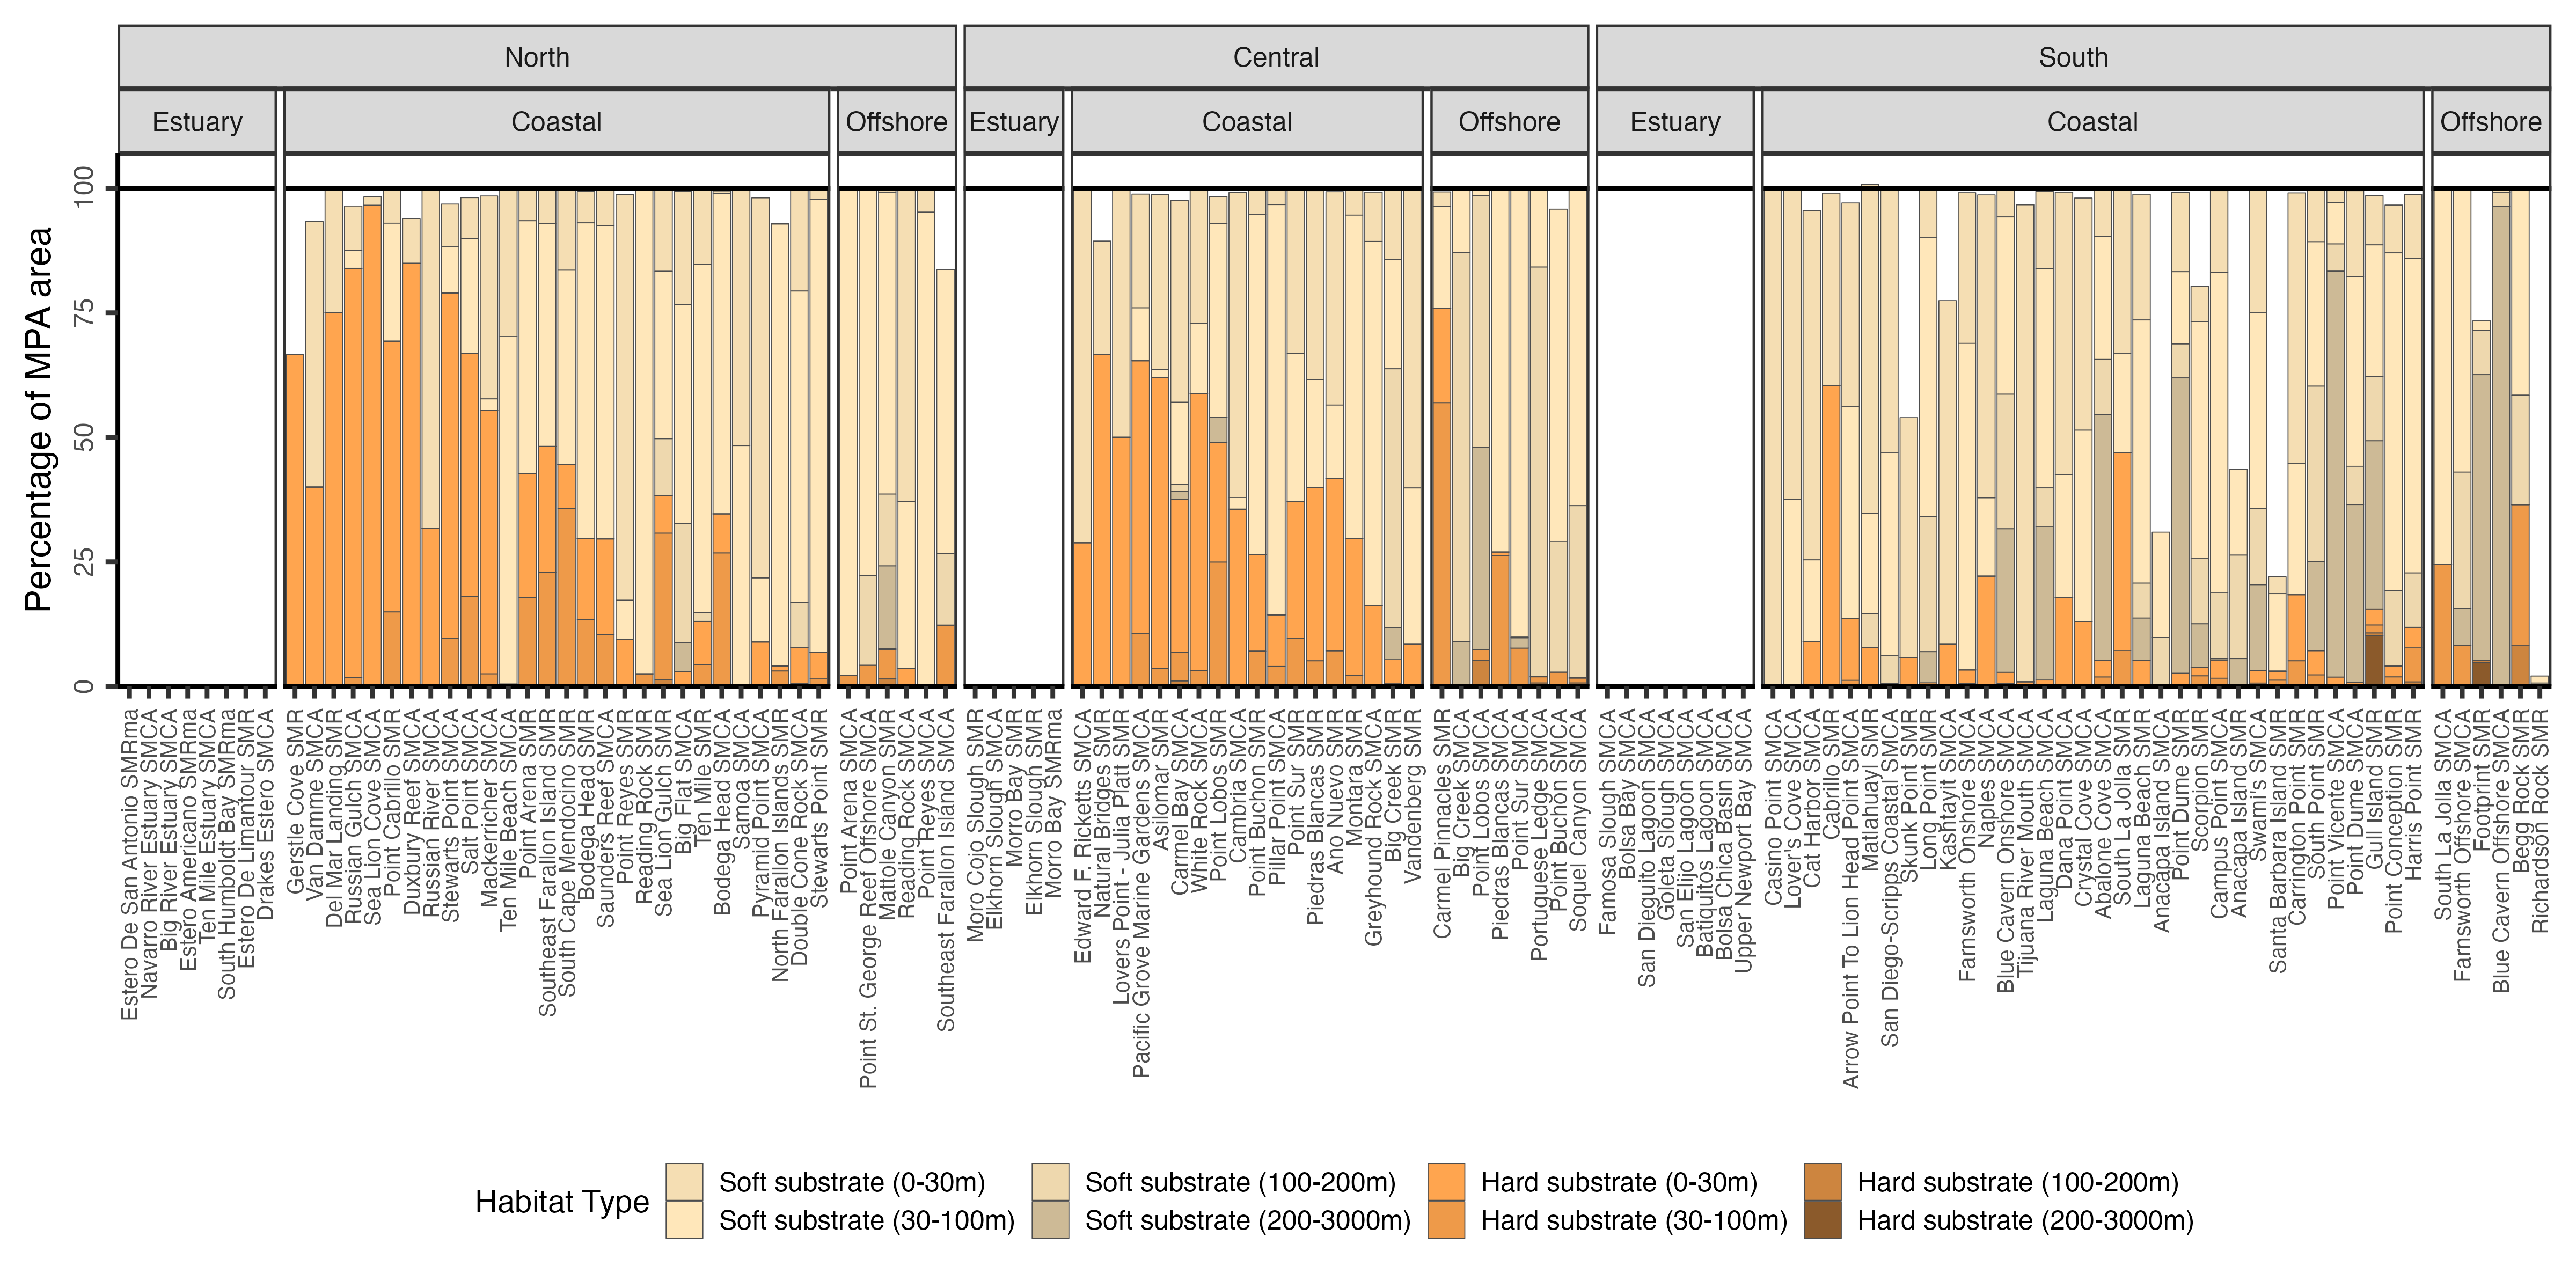 North Central South
Estuary Coastal Offshore Estuary Coastal Offshore Estuary Coastal Offshore
Percentage of MPA area
100
75
50
25
0
Estero De San Antonio SMRma
Navarro River Estuary SMCA
Big River Estuary SMCA
Estero Americano SMRma
Ten Mile Estuary SMCA
South Humboldt Bay SMRma
Estero De Limantour SMR
Drakes Estero SMCA
Gerstle Cove SMR
Van Damme SMCA
Del Mar Landing SMR
Russian Gulch SMCA
Sea Lion Cove SMCA
Point Cabrillo SMR
Duxbury Reef SMCA
Russian River SMCA
Stewarts Point SMCA
Salt Point SMCA
Mackerricher SMCA
Ten Mile Beach SMCA
Point Arena SMR
Southeast Farallon Island SMR
South Cape Mendocino SMR
Bodega Head SMR
Saunders Reef SMCA
Point Reyes SMR
Reading Rock SMR
Sea Lion Gulch SMR
Big Flat SMCA
Ten Mile SMR
Bodega Head SMCA
Samoa SMCA
Pyramid Point SMCA
North Farallon Islands SMR
Double Cone Rock SMCA
Stewarts Point SMR
Point Arena SMCA
Point St. George Reef Offshore SMCA
Mattole Canyon SMR
Reading Rock SMCA
Point Reyes SMCA
Southeast Farallon Island SMCA
Moro Cojo Slough SMR
Elkhorn Slough SMCA
Morro Bay SMR
Elkhorn Slough SMR
Morro Bay SMRma
Edward F. Ricketts SMCA
Natural Bridges SMR
Lovers Point - Julia Platt SMR
Pacific Grove Marine Gardens SMCA
Asilomar SMR
Carmel Bay SMCA
White Rock SMCA
Point Lobos SMR
Cambria SMCA
Point Buchon SMR
Pillar Point SMCA
Point Sur SMR
Piedras Blancas SMR
Ano Nuevo SMR
Montara SMR
Greyhound Rock SMCA
Big Creek SMR
Vandenberg SMR
Carmel Pinnacles SMR
Big Creek SMCA
Point Lobos SMCA
Piedras Blancas SMCA
Point Sur SMCA
Portuguese Ledge SMCA
Point Buchon SMCA
Soquel Canyon SMCA
Famosa Slough SMCA
Bolsa Bay SMCA
San Dieguito Lagoon SMCA
Goleta Slough SMCA
San Elijo Lagoon SMCA
Batiquitos Lagoon SMCA
Bolsa Chica Basin SMCA
Upper Newport Bay SMCA
Casino Point SMCA
Lover's Cove SMCA
Cat Harbor SMCA
Cabrillo SMR
Arrow Point To Lion Head Point SMCA
Matlahuayl SMR
San Diego-Scripps Coastal SMCA
Skunk Point SMR
Long Point SMR
Kashtayit SMCA
Farnsworth Onshore SMCA
Naples SMCA
Blue Cavern Onshore SMCA
Tijuana River Mouth SMCA
Laguna Beach SMCA
Dana Point SMCA
Crystal Cove SMCA
Abalone Cove SMCA
South La Jolla SMR
Laguna Beach SMR
Anacapa Island SMCA
Point Dume SMCA
Scorpion SMR
Campus Point SMCA
Anacapa Island SMR
Swami's SMCA
Santa Barbara Island SMR
Carrington Point SMR
South Point SMR
Point Vicente SMCA
Point Dume SMR
Gull Island SMR
Point Conception SMR
Harris Point SMR
South La Jolla SMCA
Farnsworth Offshore SMCA
Footprint SMR
Blue Cavern Offshore SMCA
Begg Rock SMR
Richardson Rock SMR
Habitat Type
Soft substrate (0-30m) Soft substrate (100-200m) Hard substrate (0-30m) Hard substrate (100-200m)
Soft substrate (30-100m) Soft substrate (200-3000m) Hard substrate (30-100m) Hard substrate (200-3000m)